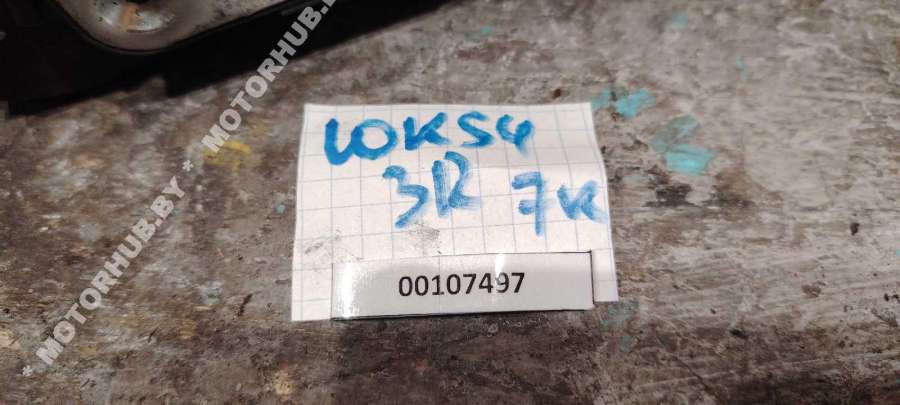 * MOTORHUB.BY * MOTORHUB.BY
10KS4
3R 7K
00107497